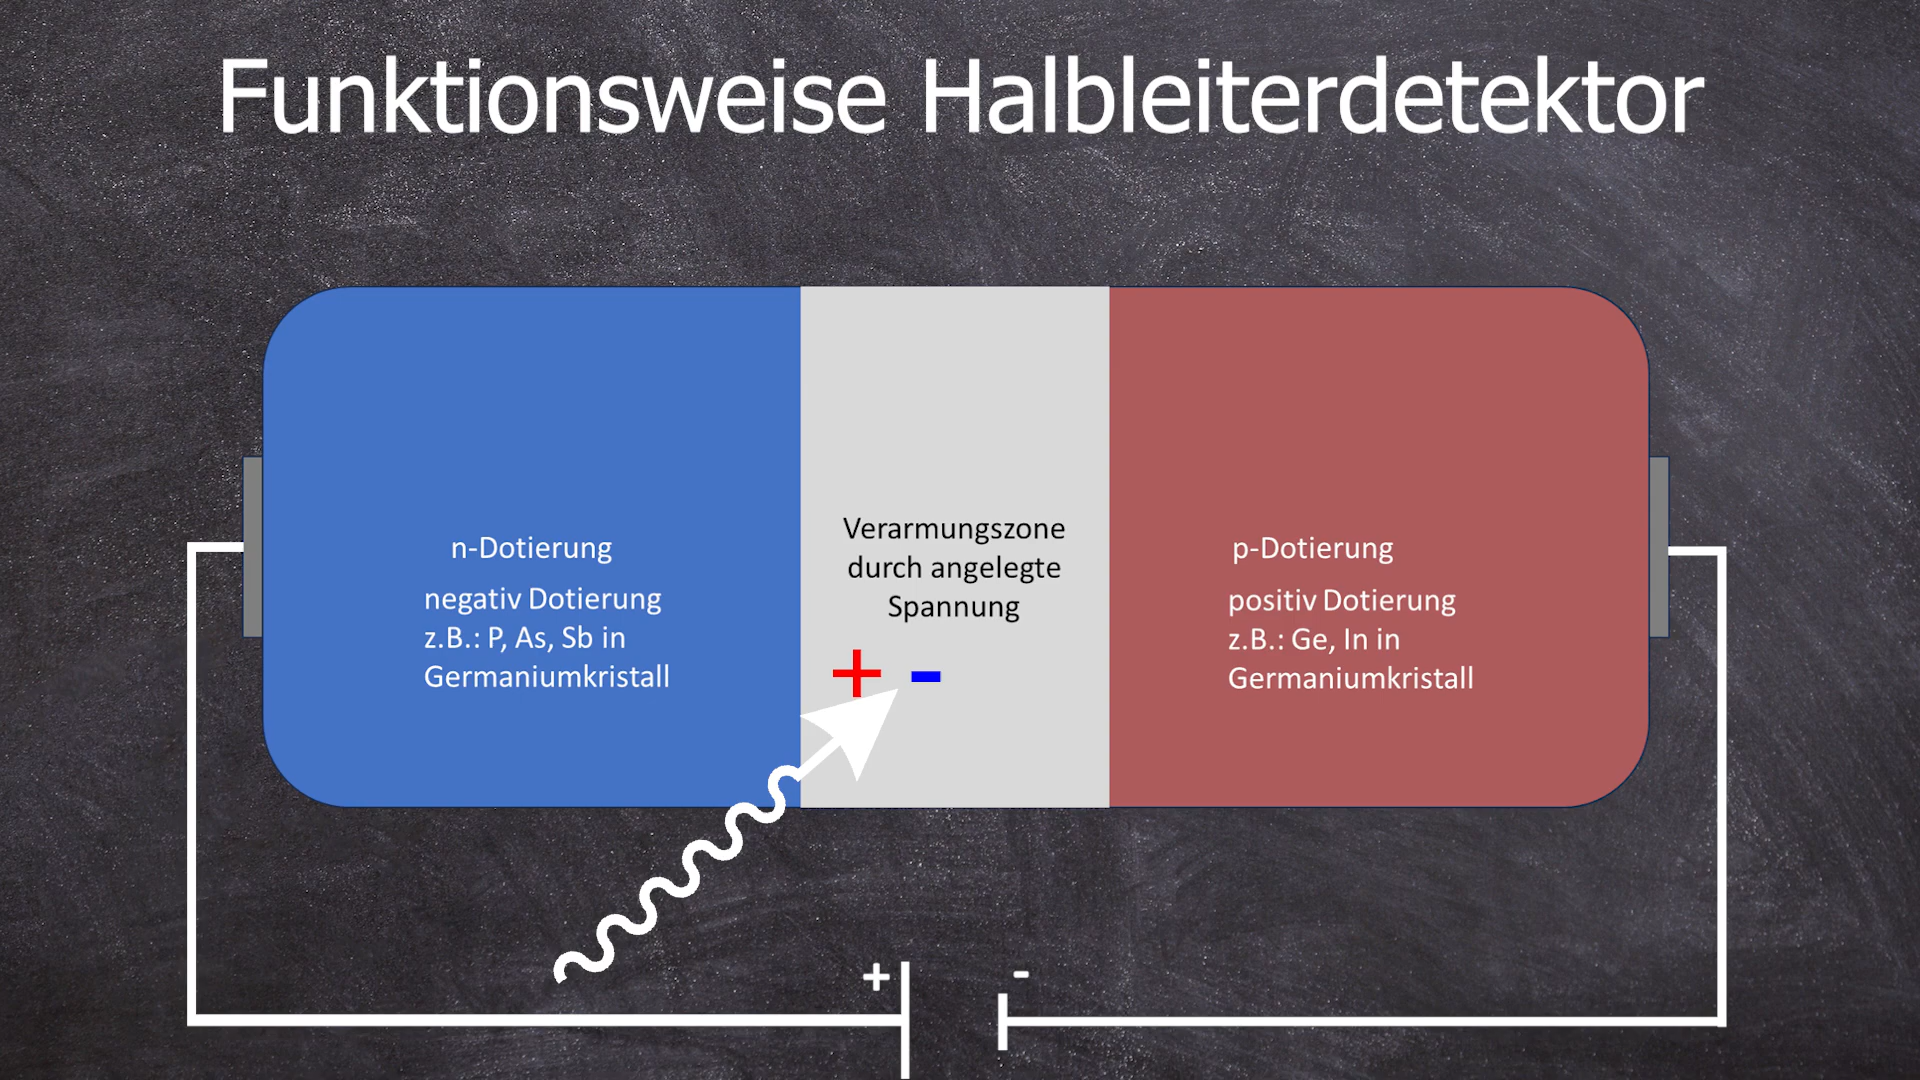 Funktionsweise Halbleiterdetektor
n-Dotierung
negativ Dotierung
z.B.: P, As, Sb in
Germaniumkristall
Verarmungszone
durch angelegte
Spannung
+ -
p-Dotierung
positiv Dotierung
z.B.: Ge, In in
Germaniumkristall
+ -